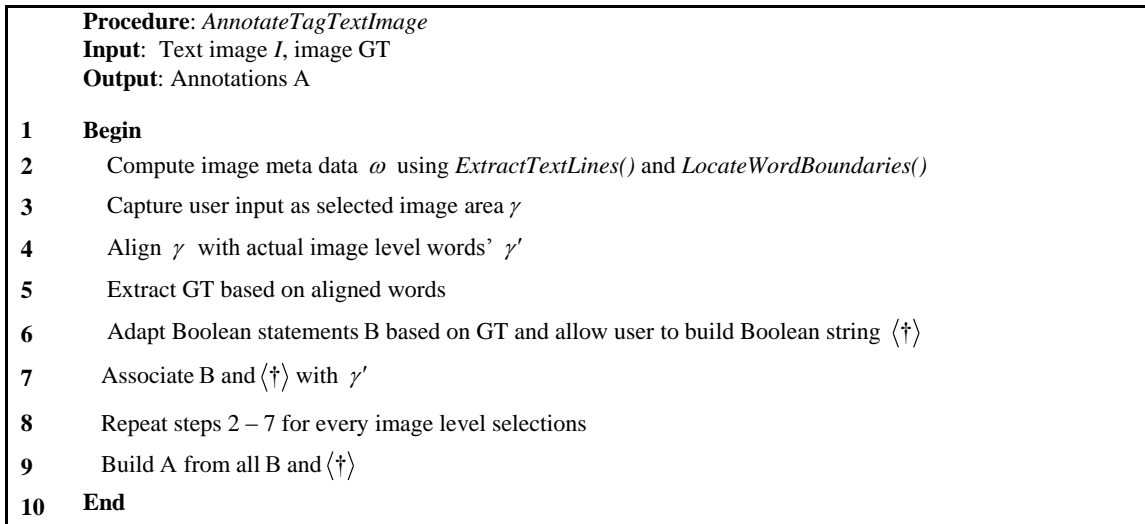 Procedure: AnnotateTagTextImage
Input: Text image I, image GT
Output: Annotations A
1 Begin
2 Compute image meta data ω using ExtractTextLines() and LocateWordBoundaries()
3 Capture user input as selected image area γ
4 Align γ with actual image level words’ γ′
5 Extract GT based on aligned words
6 Adapt Boolean statements B based on GT and allow user to build Boolean string ⟨†⟩
7 Associate B and ⟨†⟩ with γ′
8 Repeat steps 2 – 7 for every image level selections
9 Build A from all B and ⟨†⟩
10 End